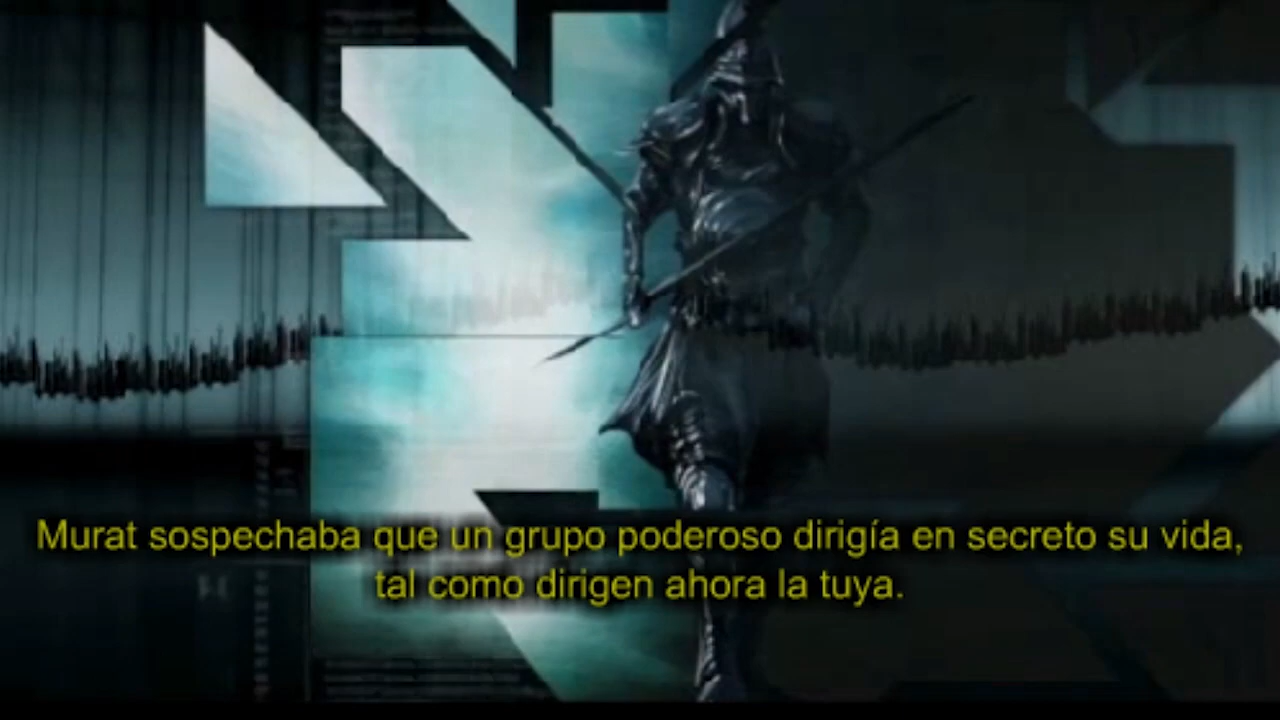 Murat sospechaba que un grupo poderoso dirigía en secreto su vida,
tal como dirigen ahora la tuya.